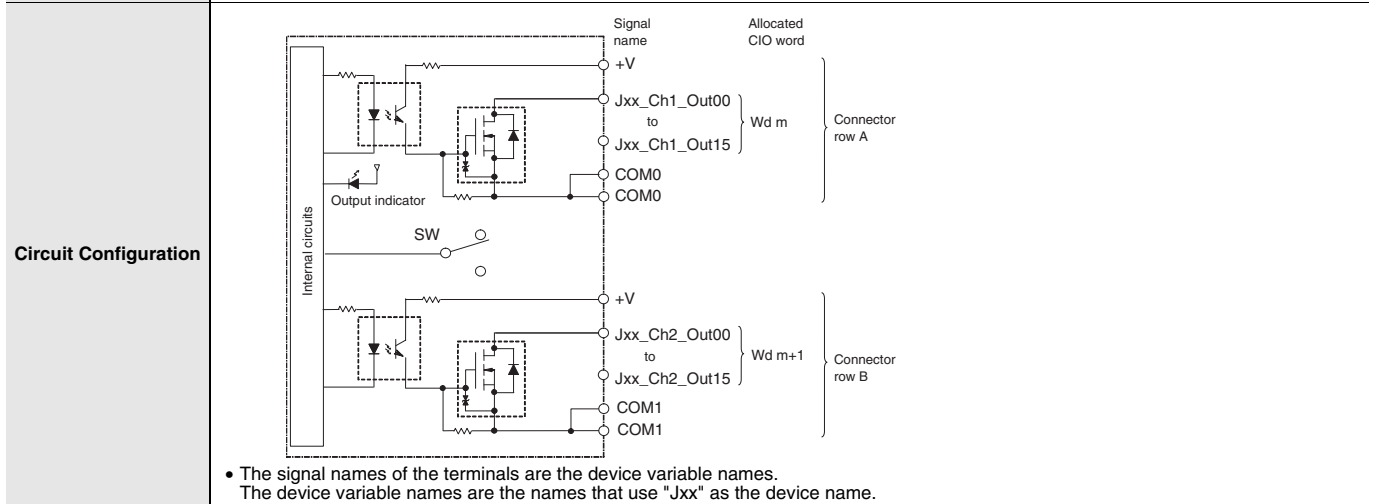 Circuit Configuration
Signal name
Allocated CIO word
+V
Jxx_Ch1_Out00
to
Jxx_Ch1_Out15
Wd m
Connector row A
COM0
COM0
Output indicator
Internal circuits
SW
+V
Jxx_Ch2_Out00
to
Jxx_Ch2_Out15
Wd m+1
Connector row B
COM1
COM1
• The signal names of the terminals are the device variable names.
The device variable names are the names that use "Jxx" as the device name.